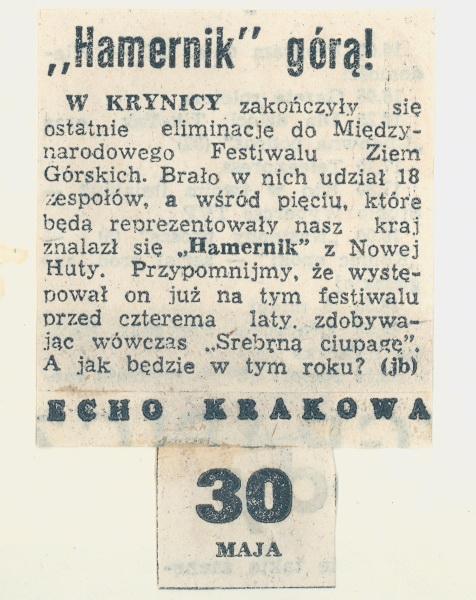 „Hamernik” górą!
W KRYNICY zakończyły się
ostatnie eliminacje do Między-
narodowego Festiwalu Ziem
Górskich. Brało w nich udział 18
zespołów, a wśród pięciu, które
będą reprezentowały nasz kraj
znalazł się „Hamernik” z Nowej
Huty. Przypomnijmy, że wystę-
pował on już na tym festiwalu
przed czterema laty, zdobywa-
jąc wówczas „Srebrną ciupagę”.
A jak będzie w tym roku? (jb)
ECHO KRAKOWA
30
MAJA